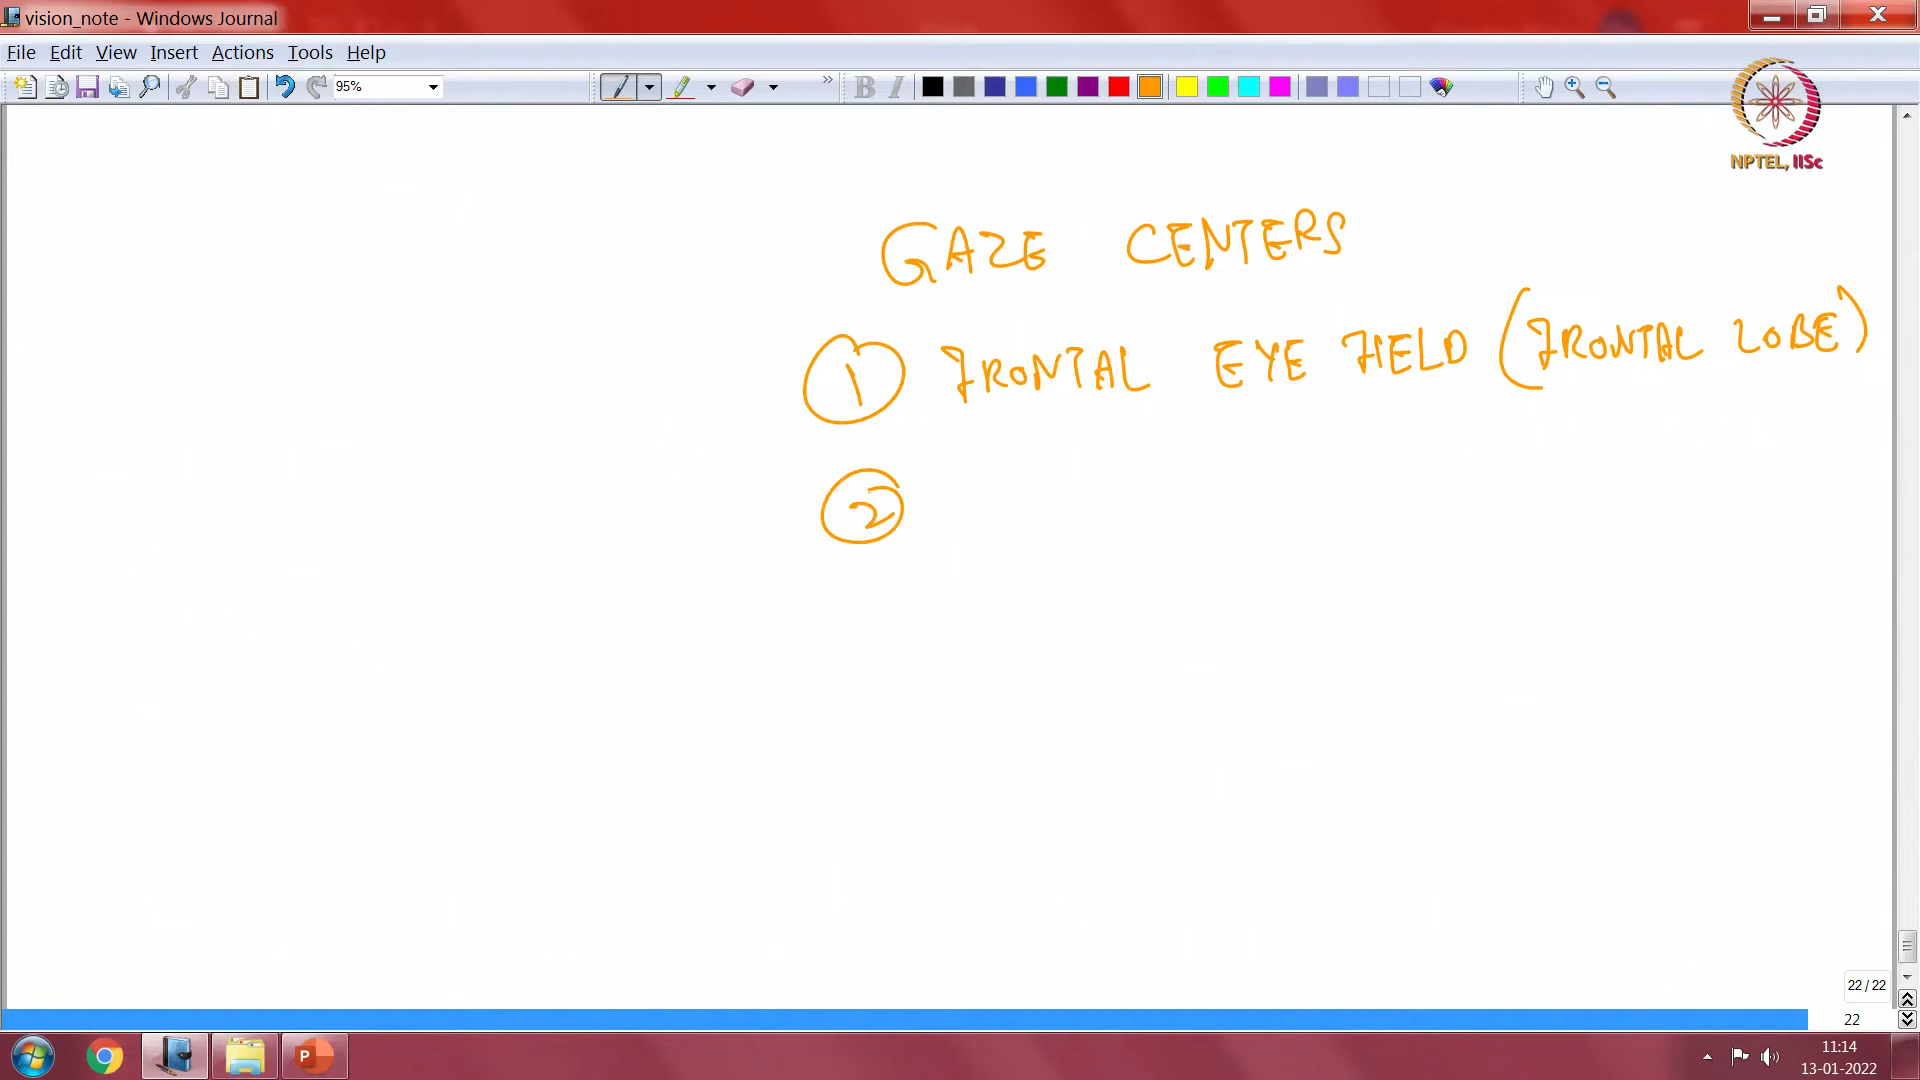 vision_note - Windows Journal
File Edit View Insert Actions Tools Help
95%
NPTEL, IISc
GAZE CENTERS
1 FRONTAL EYE FIELD (FRONTAL LOBE)
2
22 / 22
22
11:14
13-01-2022